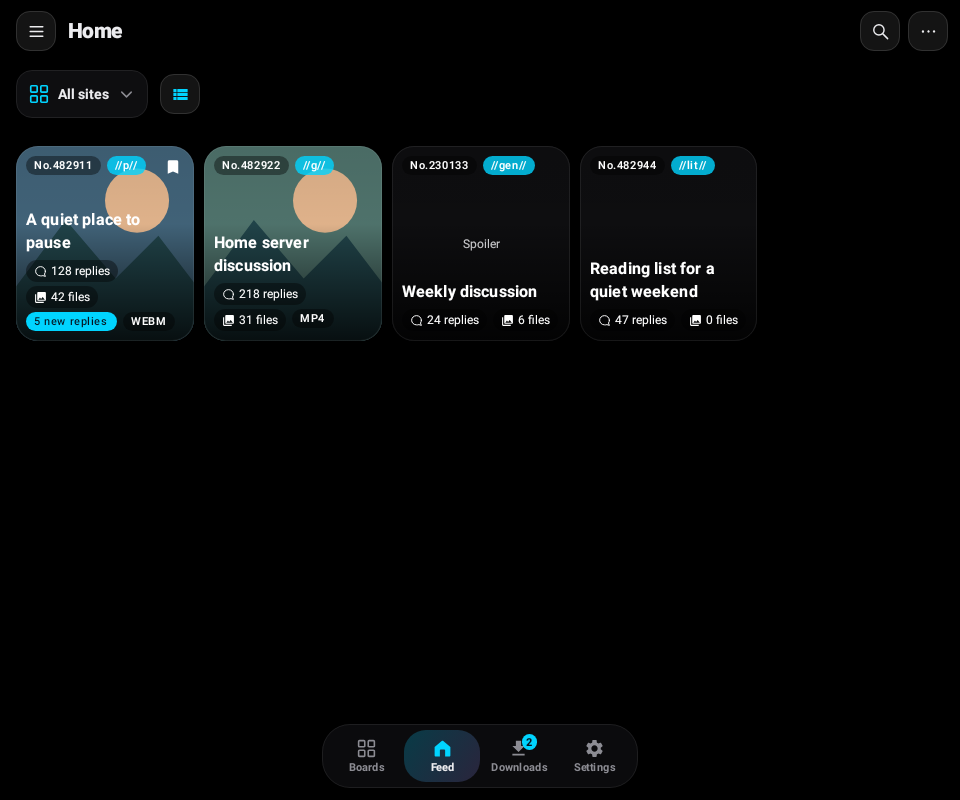 Home
All sites
No.482911 //p//
A quiet place to
pause
128 replies
42 files
5 new replies WEBM
No.482922 //g//
Home server
discussion
218 replies
31 files MP4
No.230133 //gen//
Spoiler
Weekly discussion
24 replies 6 files
No.482944 //lit//
Reading list for a
quiet weekend
47 replies 0 files
Boards
Feed
2
Downloads
Settings